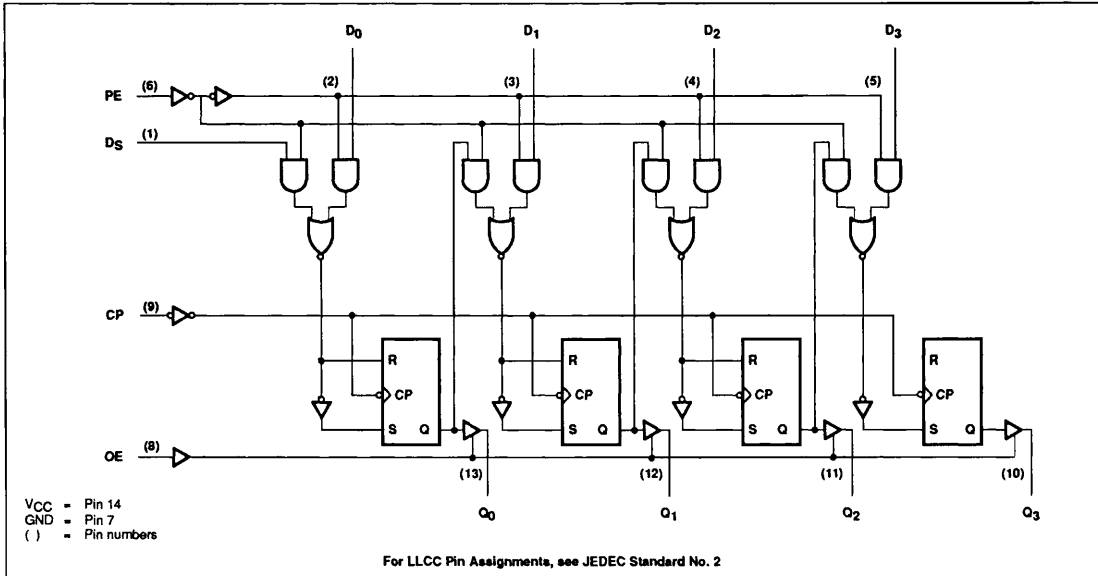 D0 D1 D2 D3
PE (6) (2) (3) (4) (5)
DS (1)
CP (9)
R R R R
CP CP CP CP
S Q S Q S Q S Q
OE (8) (13) (12) (11) (10)
Q0 Q1 Q2 Q3
VCC = Pin 14
GND = Pin 7
( ) = Pin numbers
For LLCC Pin Assignments, see JEDEC Standard No. 2